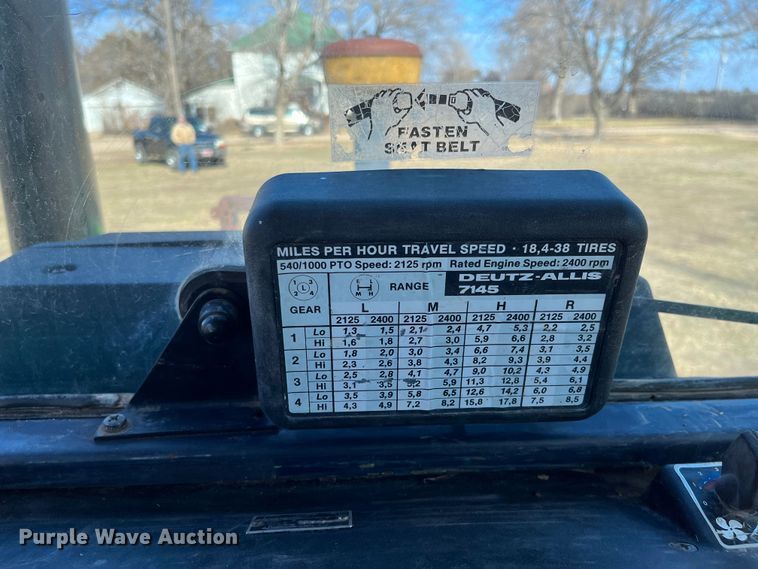 FASTEN
SEAT BELT
MILES PER HOUR TRAVEL SPEED · 18,4-38 TIRES
540/1000 PTO Speed: 2125 rpm Rated Engine Speed: 2400 rpm
1 3 L 2 4 R L M H RANGE DEUTZ-ALLIS
7145
GEAR L M H R
2125 2400 2125 2400 2125 2400 2125 2400
1 Lo 1,3 1,5 2,1 2,4 4,7 5,3 2,2 2,5
Hi 1,6 1,8 2,7 3,0 5,9 6,6 2,8 3,2
2 Lo 1,8 2,0 3,0 3,4 6,6 7,4 3,1 3,5
Hi 2,3 2,6 3,8 4,3 8,2 9,3 3,9 4,4
3 Lo 2,5 2,8 4,1 4,7 9,0 10,2 4,3 4,9
Hi 3,1 3,5 5,2 5,9 11,3 12,8 5,4 6,1
4 Lo 3,5 3,9 5,8 6,5 12,6 14,2 6,0 6,8
Hi 4,3 4,9 7,2 8,2 15,8 17,8 7,5 8,5
Purple Wave Auction